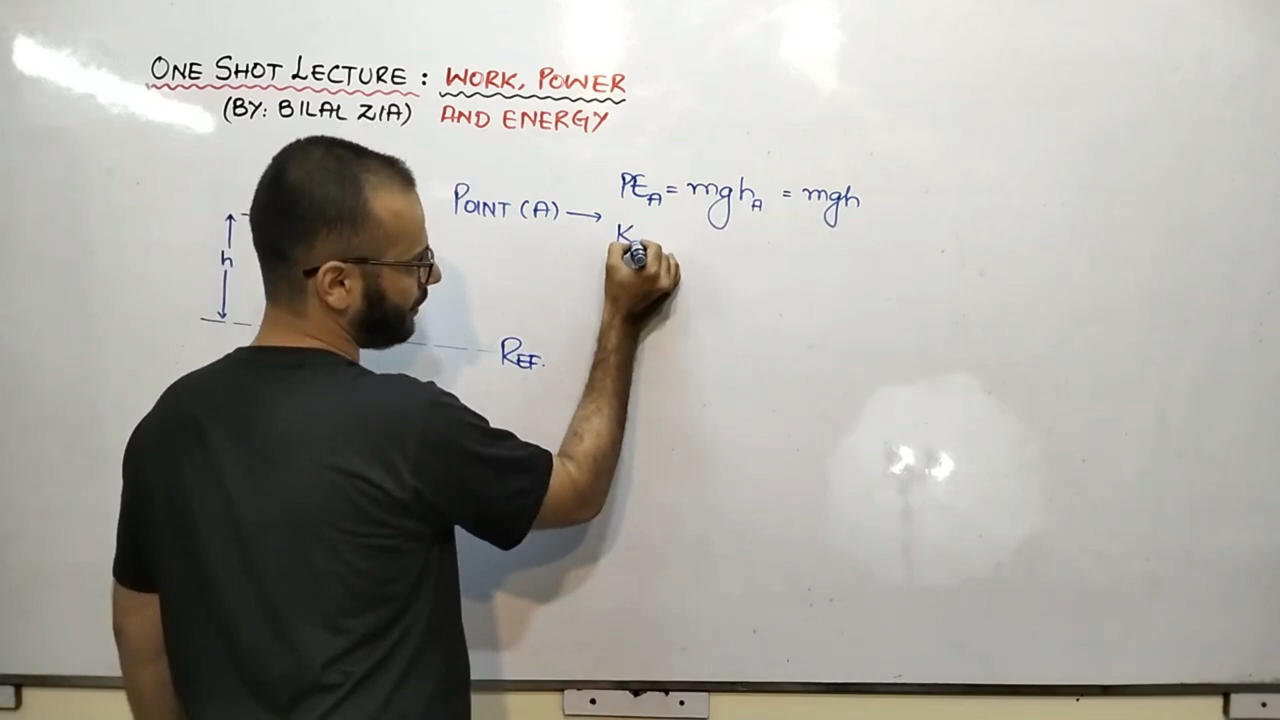 ONE SHOT LECTURE: WORK, POWER
(BY: BILAL ZIA) AND ENERGY
POINT (A) → PE_A = mgh_A = mgh
K
h
REF.